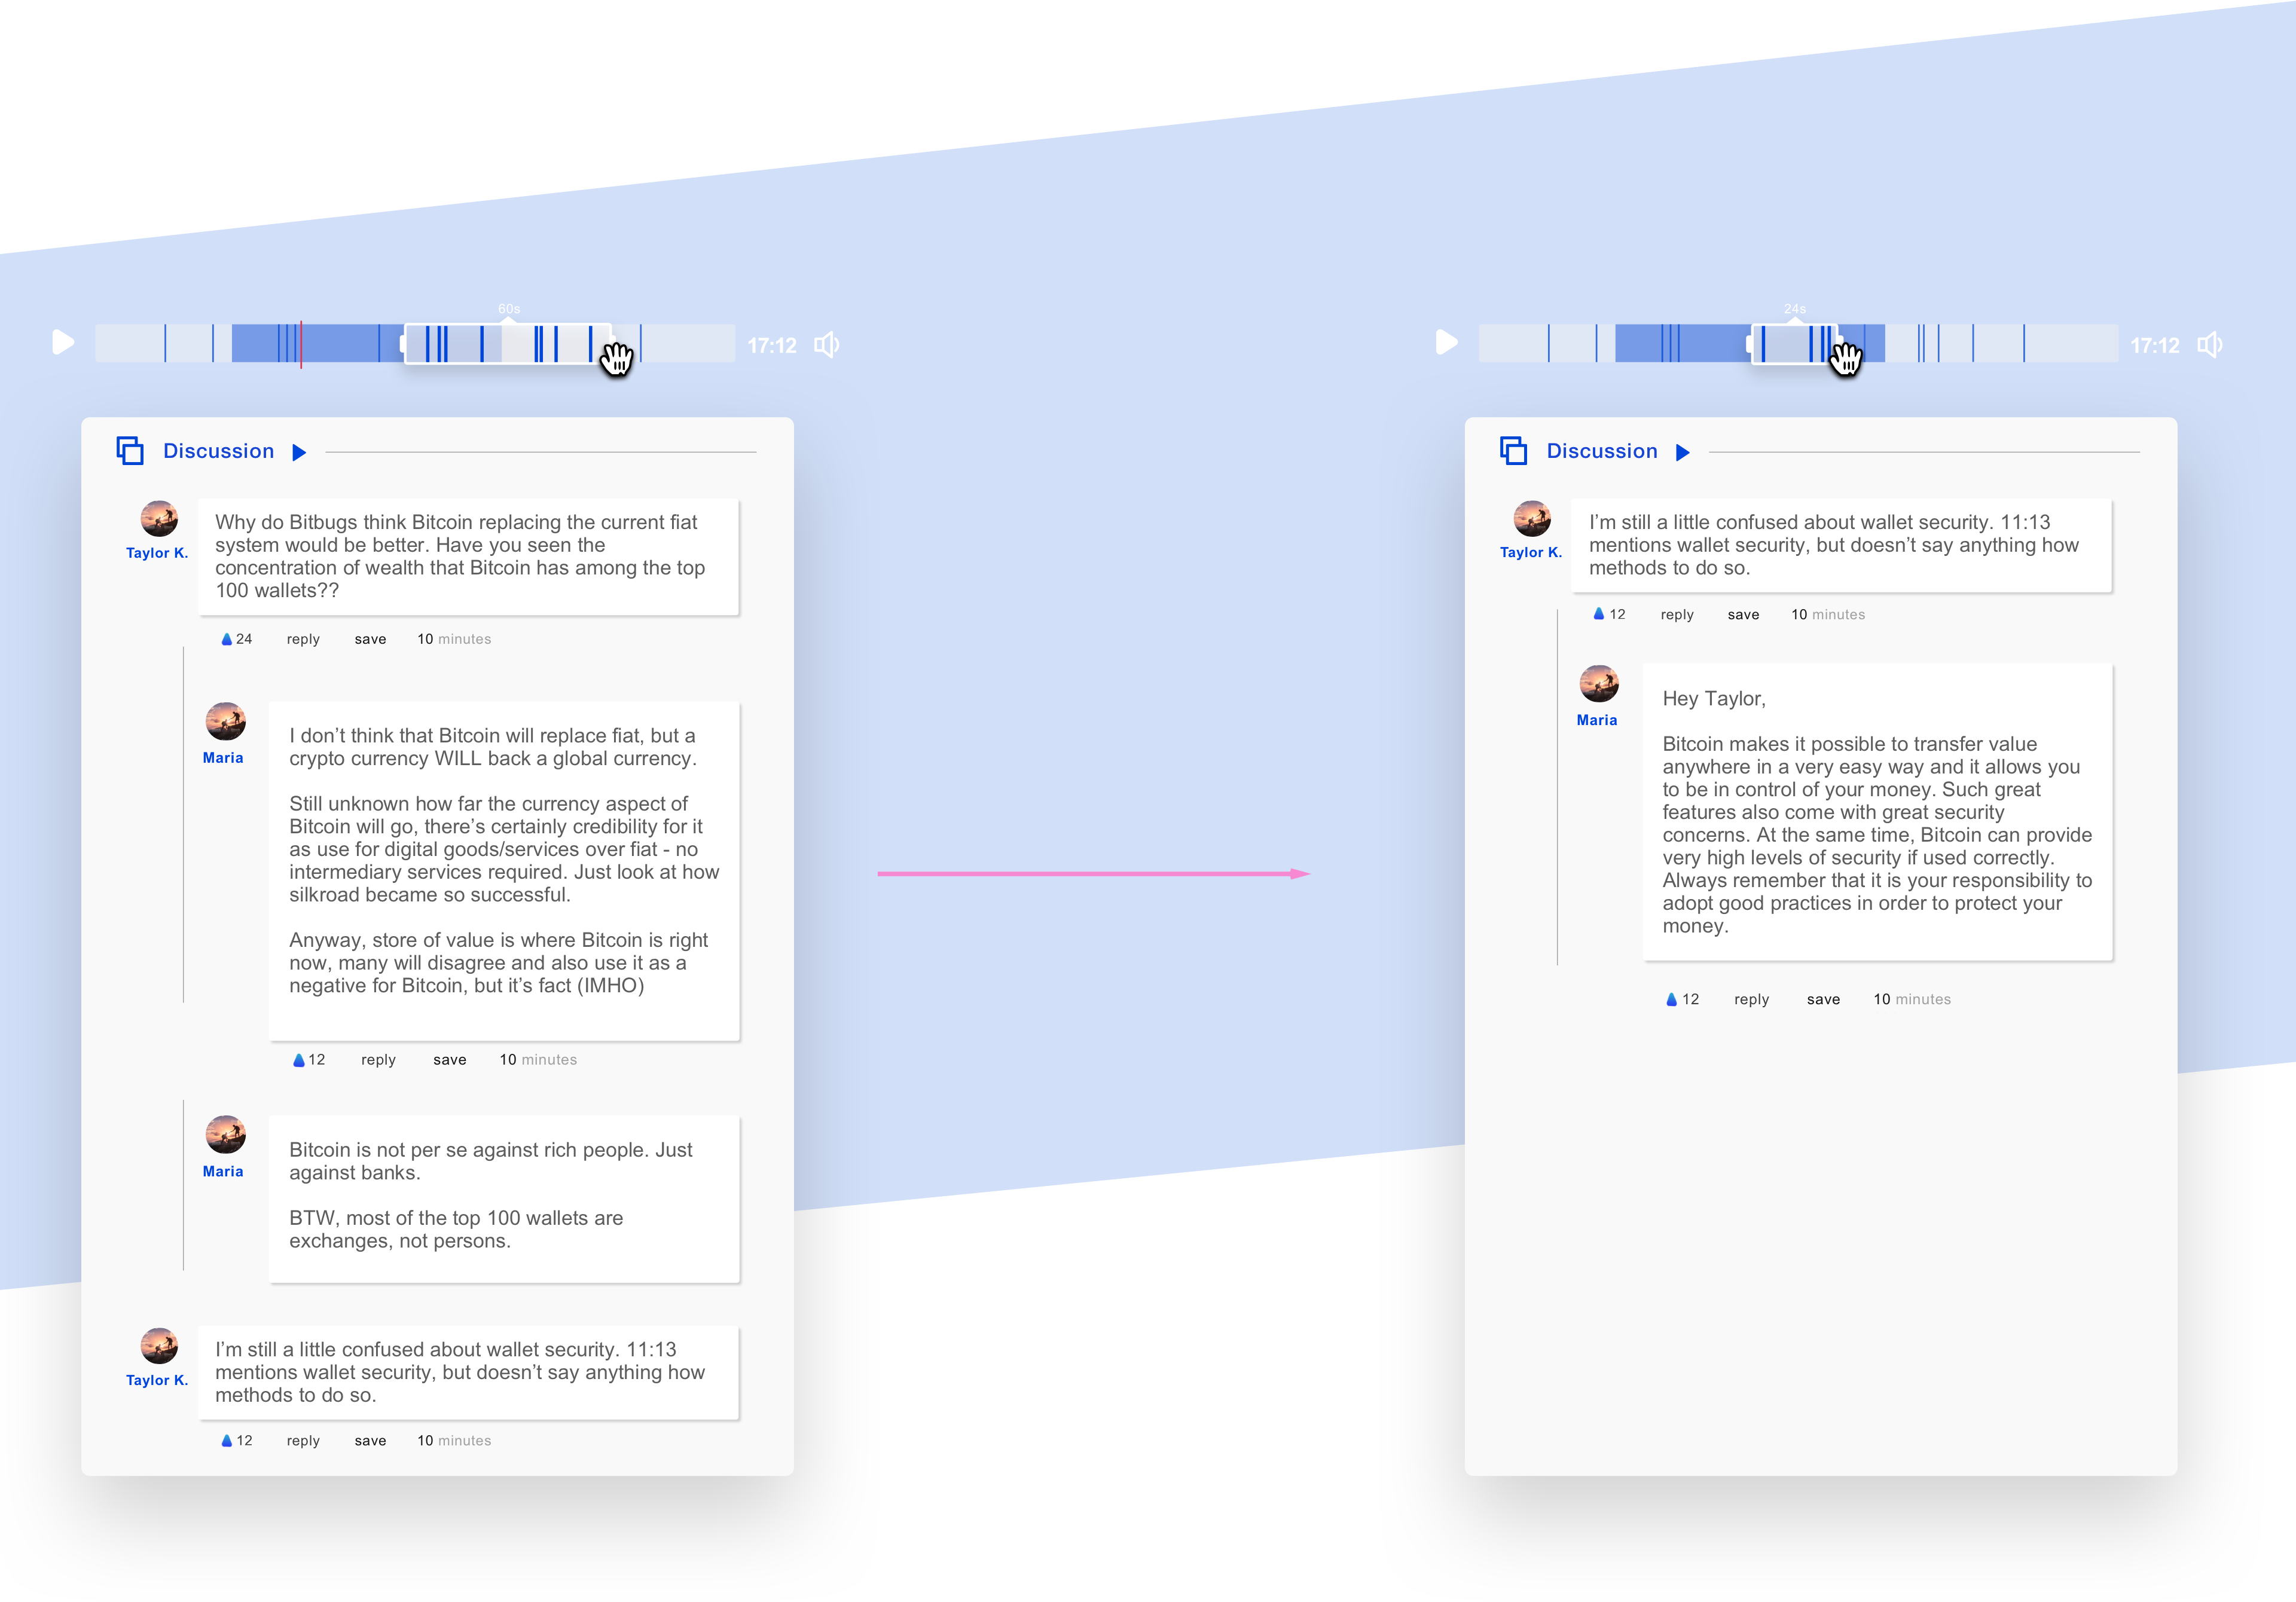 60s
17:12
Discussion
Taylor K.
Why do Bitbugs think Bitcoin replacing the current fiat
system would be better. Have you seen the
concentration of wealth that Bitcoin has among the top
100 wallets??
24 reply save 10 minutes
Maria
I don’t think that Bitcoin will replace fiat, but a
crypto currency WILL back a global currency.
Still unknown how far the currency aspect of
Bitcoin will go, there’s certainly credibility for it
as use for digital goods/services over fiat - no
intermediary services required. Just look at how
silkroad became so successful.
Anyway, store of value is where Bitcoin is right
now, many will disagree and also use it as a
negative for Bitcoin, but it’s fact (IMHO)
12 reply save 10 minutes
Maria
Bitcoin is not per se against rich people. Just
against banks.
BTW, most of the top 100 wallets are
exchanges, not persons.
Taylor K.
I’m still a little confused about wallet security. 11:13
mentions wallet security, but doesn’t say anything how
methods to do so.
12 reply save 10 minutes
24s
17:12
Discussion
Taylor K.
I’m still a little confused about wallet security. 11:13
mentions wallet security, but doesn’t say anything how
methods to do so.
12 reply save 10 minutes
Maria
Hey Taylor,
Bitcoin makes it possible to transfer value
anywhere in a very easy way and it allows you
to be in control of your money. Such great
features also come with great security
concerns. At the same time, Bitcoin can provide
very high levels of security if used correctly.
Always remember that it is your responsibility to
adopt good practices in order to protect your
money.
12 reply save 10 minutes